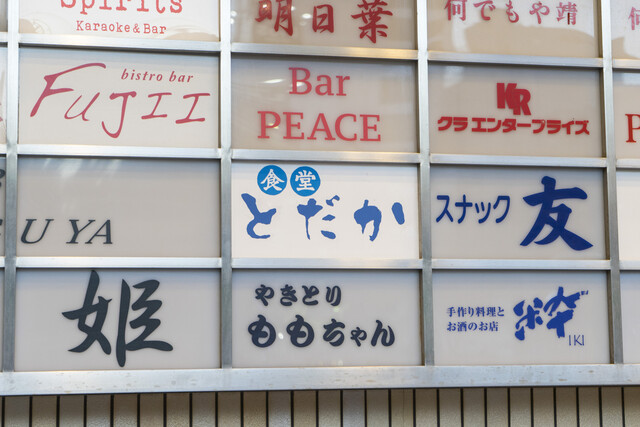 Spirits
Karaoke & Bar
明日葉
何でもや靖
bistro bar
FUJII
Bar
PEACE
KR
クラ エンタープライズ
P
UYA
食堂
とだか
スナック 友
姫
やきとり
ももちゃん
手作り料理と
お酒のお店
粋
IKI